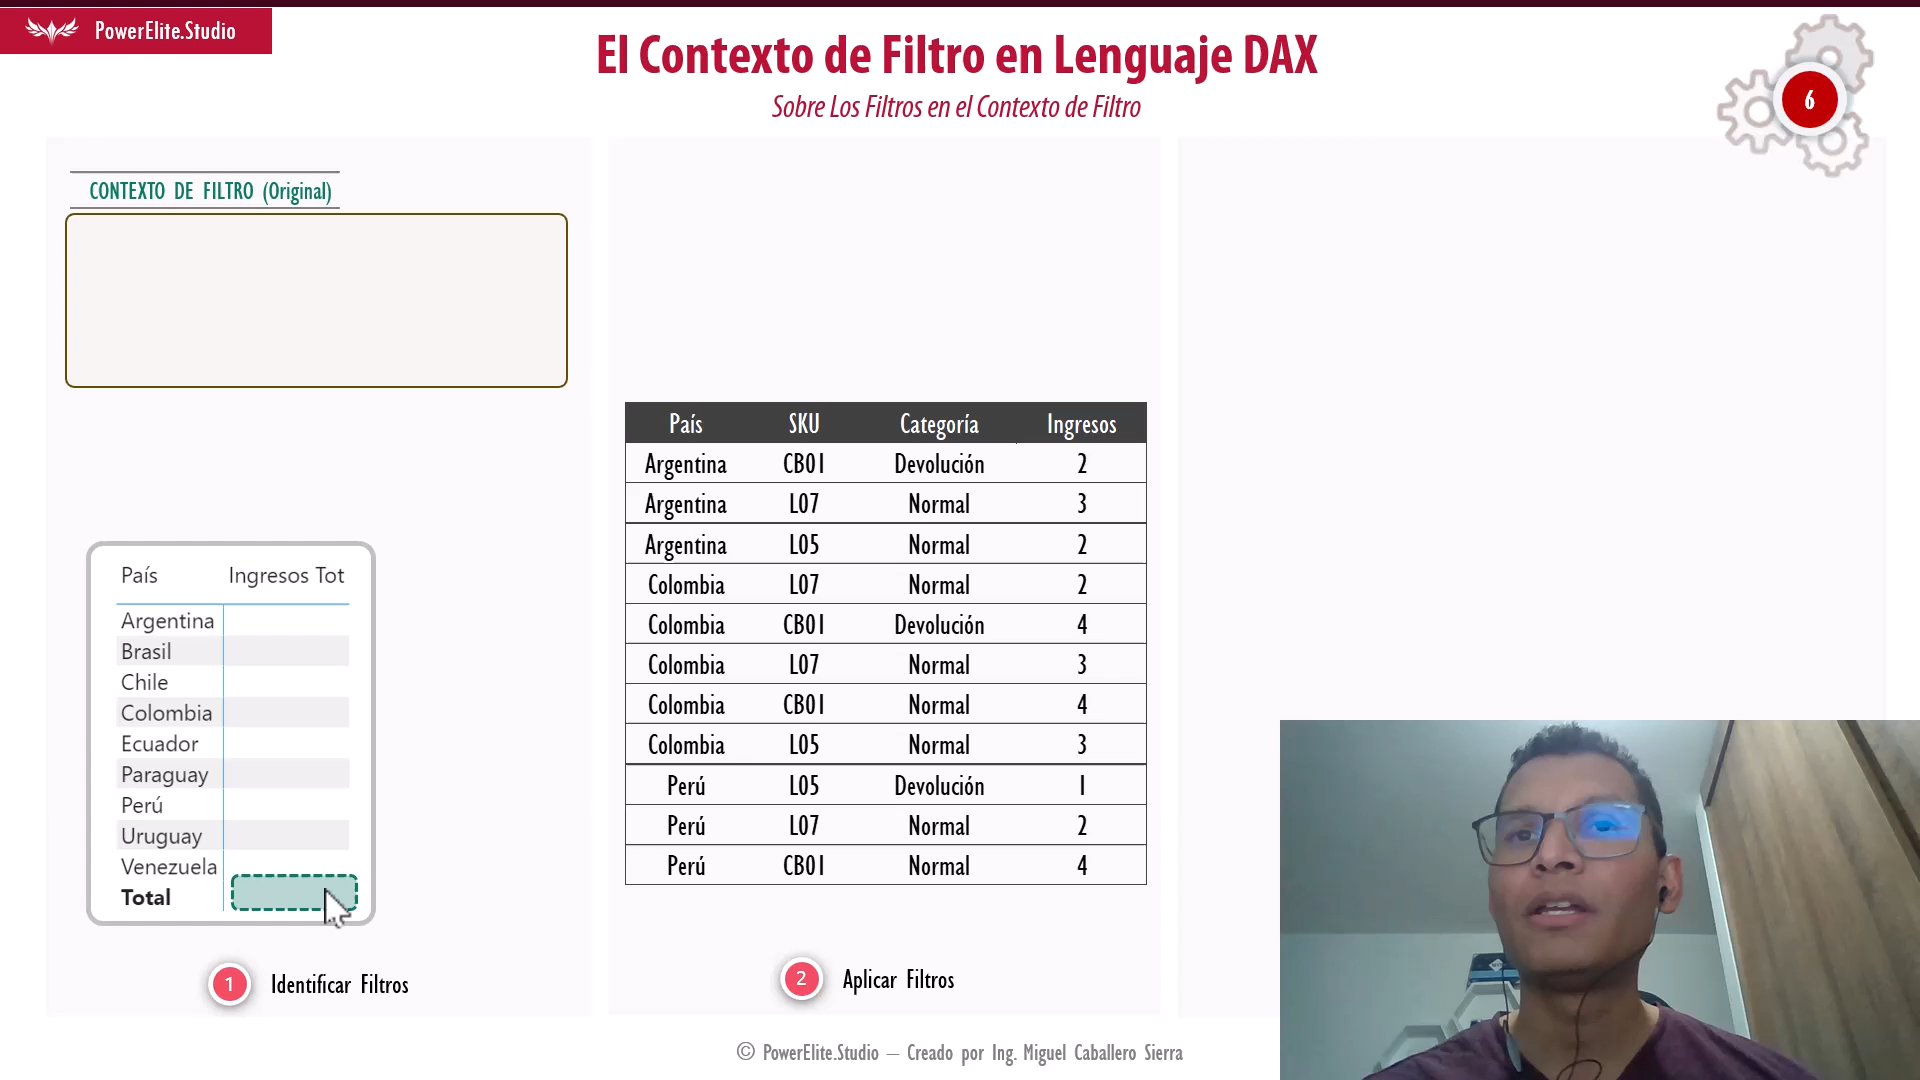 PowerElite.Studio
El Contexto de Filtro en Lenguaje DAX
Sobre Los Filtros en el Contexto de Filtro
6
CONTEXTO DE FILTRO (Original)
País Ingresos Tot
Argentina
Brasil
Chile
Colombia
Ecuador
Paraguay
Perú
Uruguay
Venezuela
Total
1 Identificar Filtros
País SKU Categoría Ingresos
Argentina CB01 Devolución 2
Argentina L07 Normal 3
Argentina L05 Normal 2
Colombia L07 Normal 2
Colombia CB01 Devolución 4
Colombia L07 Normal 3
Colombia CB01 Normal 4
Colombia L05 Normal 3
Perú L05 Devolución 1
Perú L07 Normal 2
Perú CB01 Normal 4
2 Aplicar Filtros
© PowerElite.Studio – Creado por Ing. Miguel Caballero Sierra